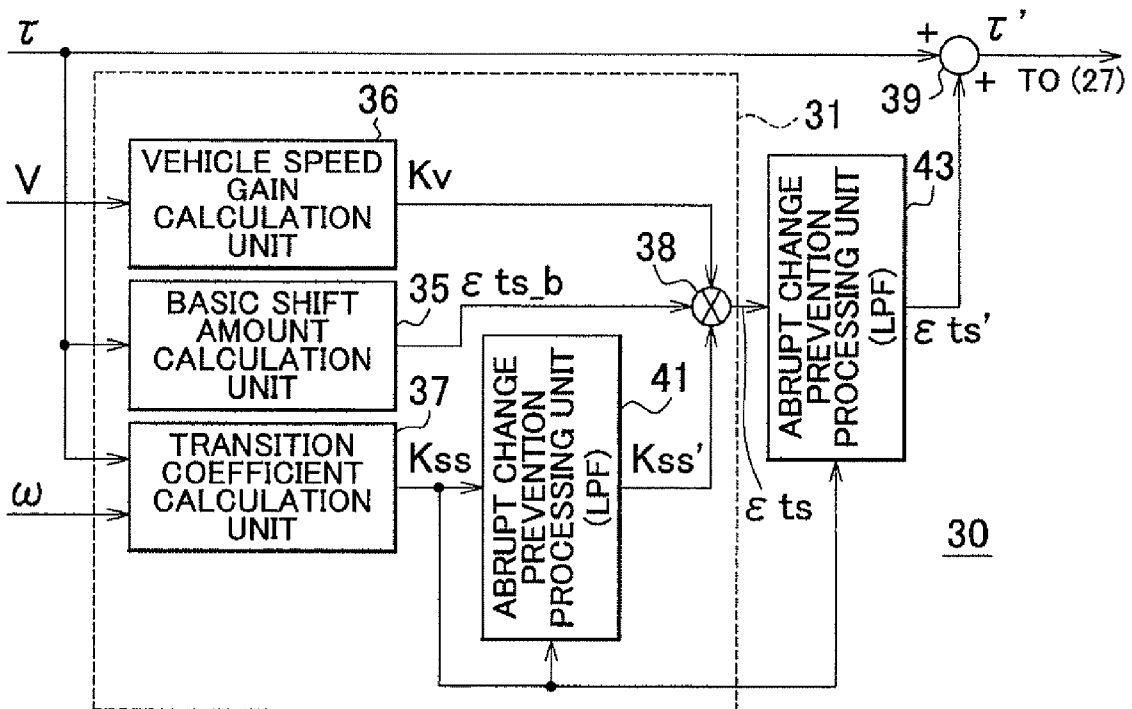 τ
+
τ'
39
+
TO (27)
31
36
VEHICLE SPEED
GAIN
CALCULATION
UNIT
V
Kv
43
ABRUPT CHANGE
PREVENTION
PROCESSING UNIT
(LPF)
38
35
BASIC SHIFT
AMOUNT
CALCULATION
UNIT
ε ts_b
ε ts'
37
TRANSITION
COEFFICIENT
CALCULATION
UNIT
ω
Kss
41
ABRUPT CHANGE
PREVENTION
PROCESSING UNIT
(LPF)
Kss'
ε ts
30